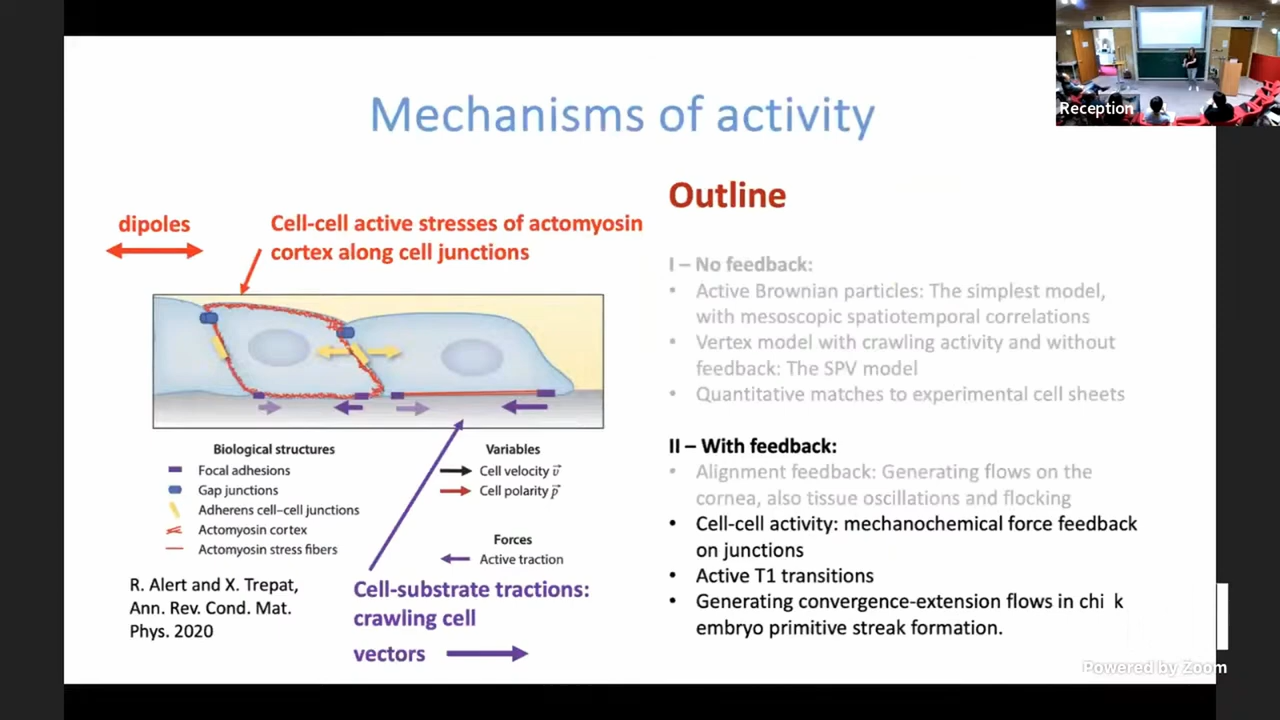 Mechanisms of activity
Reception
dipoles
Cell-cell active stresses of actomyosin
cortex along cell junctions
Biological structures
Focal adhesions
Gap junctions
Adherens cell–cell junctions
Actomyosin cortex
Actomyosin stress fibers
Variables
Cell velocity v⃗
Cell polarity p⃗
Forces
Active traction
R. Alert and X. Trepat,
Ann. Rev. Cond. Mat.
Phys. 2020
Cell-substrate tractions:
crawling cell
vectors
Outline
I – No feedback:
• Active Brownian particles: The simplest model,
with mesoscopic spatiotemporal correlations
• Vertex model with crawling activity and without
feedback: The SPV model
• Quantitative matches to experimental cell sheets
II – With feedback:
• Alignment feedback: Generating flows on the
cornea, also tissue oscillations and flocking
• Cell-cell activity: mechanochemical force feedback
on junctions
• Active T1 transitions
• Generating convergence-extension flows in chi k
embryo primitive streak formation.
Powered by Zoom